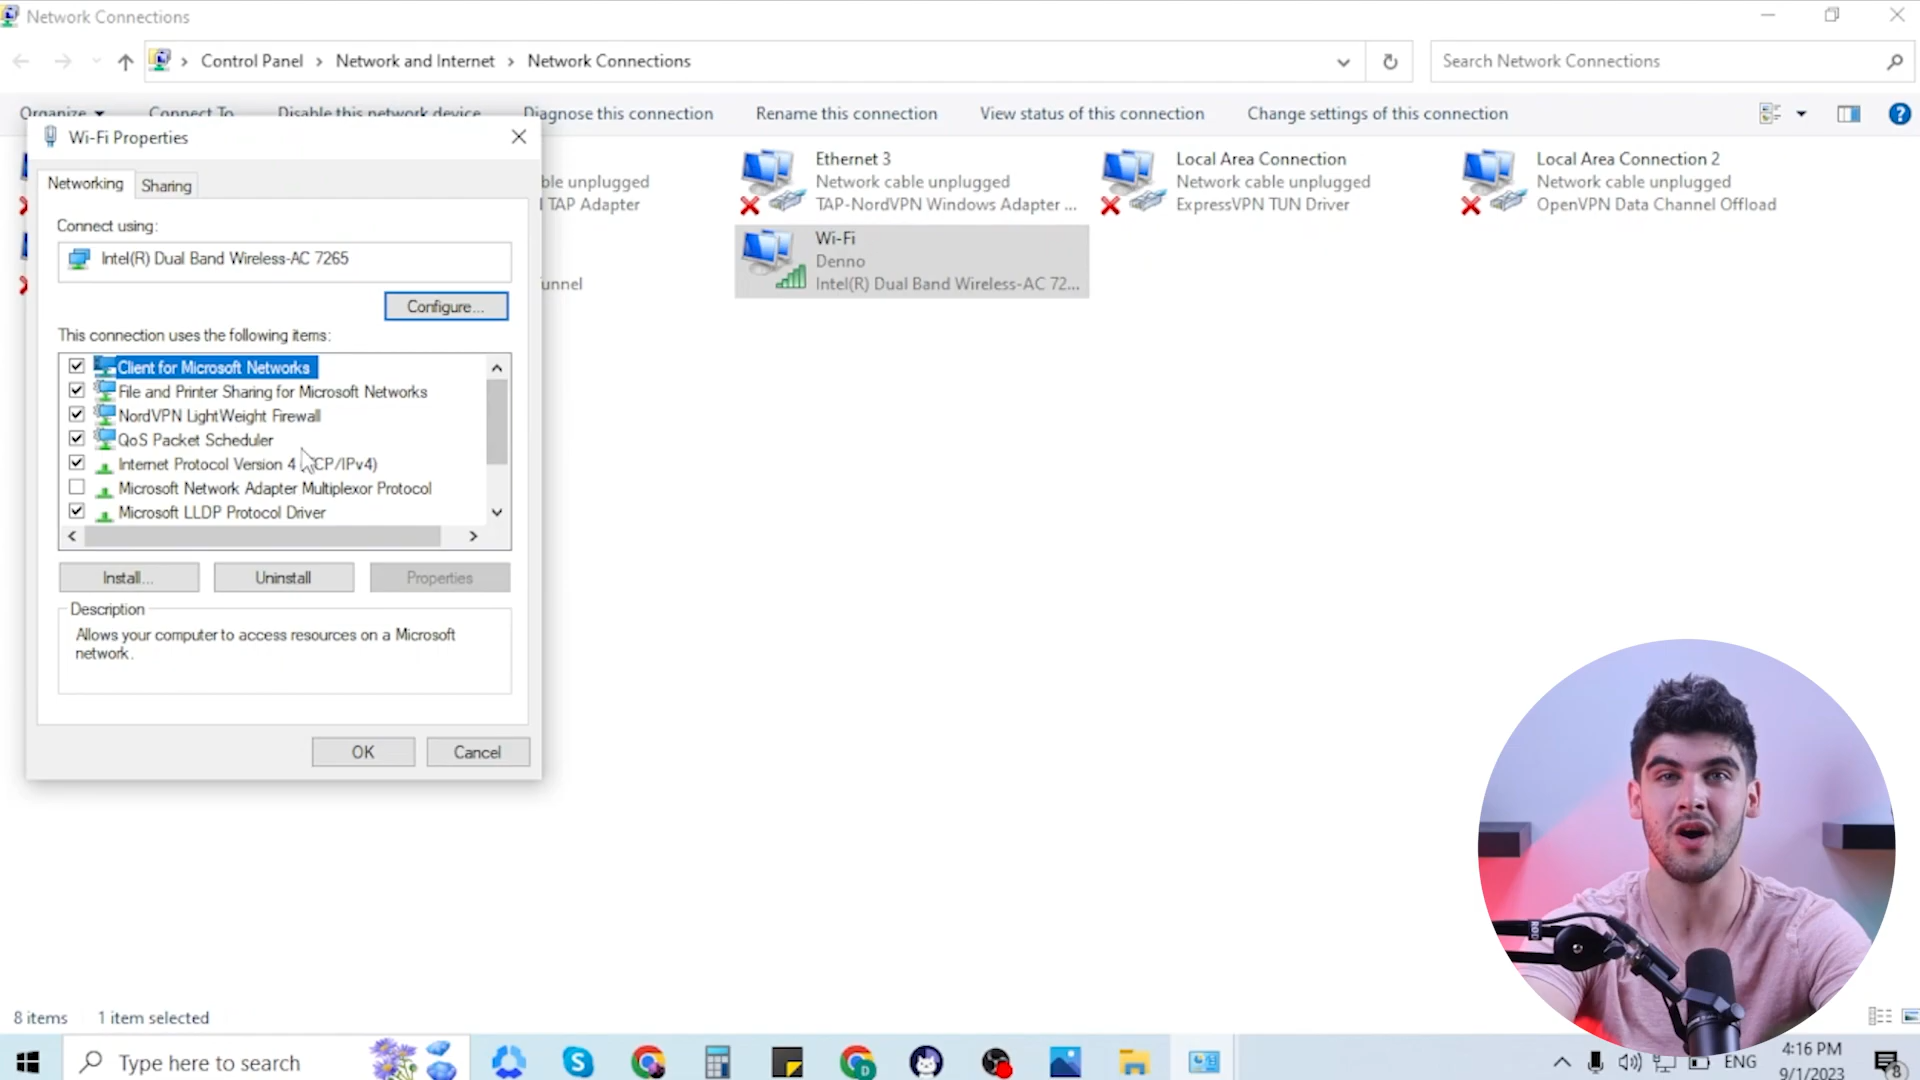 Network Connections
Control Panel > Network and Internet > Network Connections
Search Network Connections
Organize Connect To Disable this network device Diagnose this connection Rename this connection View status of this connection Change settings of this connection
Wi-Fi Properties
Networking Sharing
Connect using:
Intel(R) Dual Band Wireless-AC 7265
Configure...
This connection uses the following items:
Client for Microsoft Networks
File and Printer Sharing for Microsoft Networks
NordVPN LightWeight Firewall
QoS Packet Scheduler
Internet Protocol Version 4 CP/IPv4)
Microsoft Network Adapter Multiplexor Protocol
Microsoft LLDP Protocol Driver
Install... Uninstall Properties
Description
Allows your computer to access resources on a Microsoft
network.
OK Cancel
ble unplugged
TAP Adapter
unnel
Ethernet 3
Network cable unplugged
TAP-NordVPN Windows Adapter ...
Local Area Connection
Network cable unplugged
ExpressVPN TUN Driver
Local Area Connection 2
Network cable unplugged
OpenVPN Data Channel Offload
Wi-Fi
Denno
Intel(R) Dual Band Wireless-AC 72...
8 items 1 item selected
Type here to search
ENG
4:16 PM
9/1/2023
8